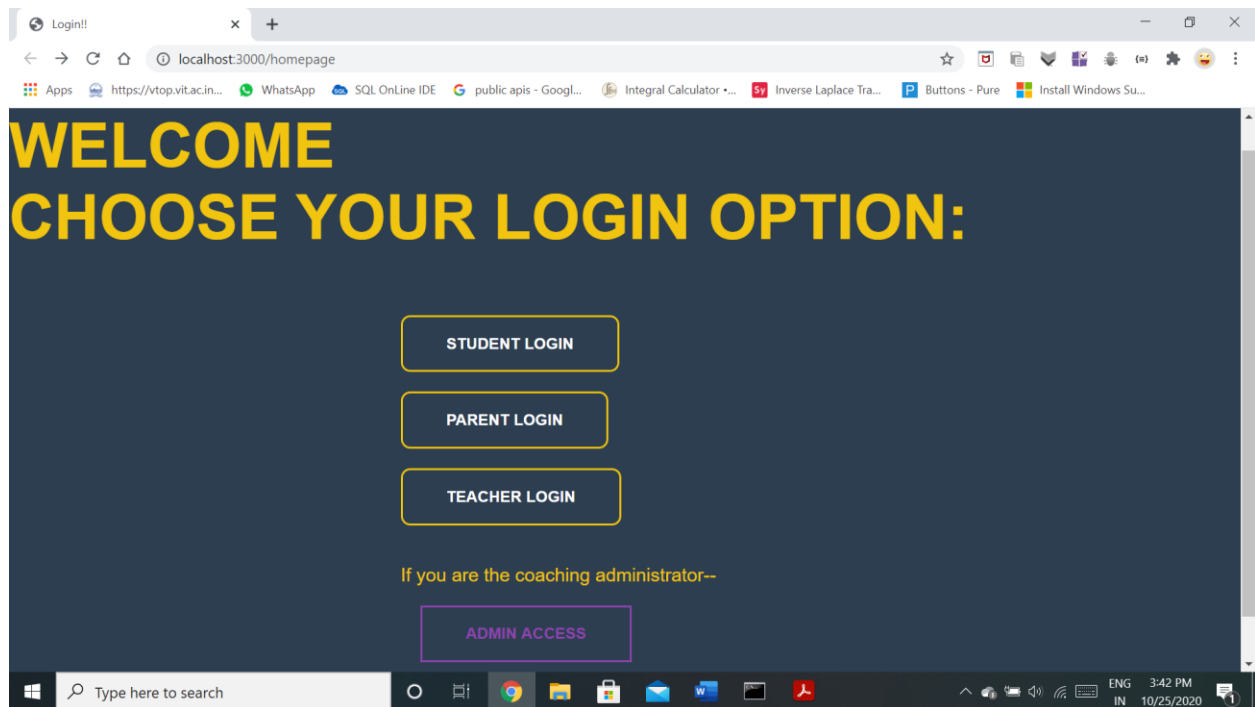 Login!!
localhost:3000/homepage
Apps https://vtop.vit.ac.in... WhatsApp SQL OnLine IDE public apis - Googl... Integral Calculator •... Sy Inverse Laplace Tra... P Buttons - Pure Install Windows Su...
WELCOME
CHOOSE YOUR LOGIN OPTION:
STUDENT LOGIN
PARENT LOGIN
TEACHER LOGIN
If you are the coaching administrator--
ADMIN ACCESS
Type here to search
ENG 3:42 PM
IN 10/25/2020 1